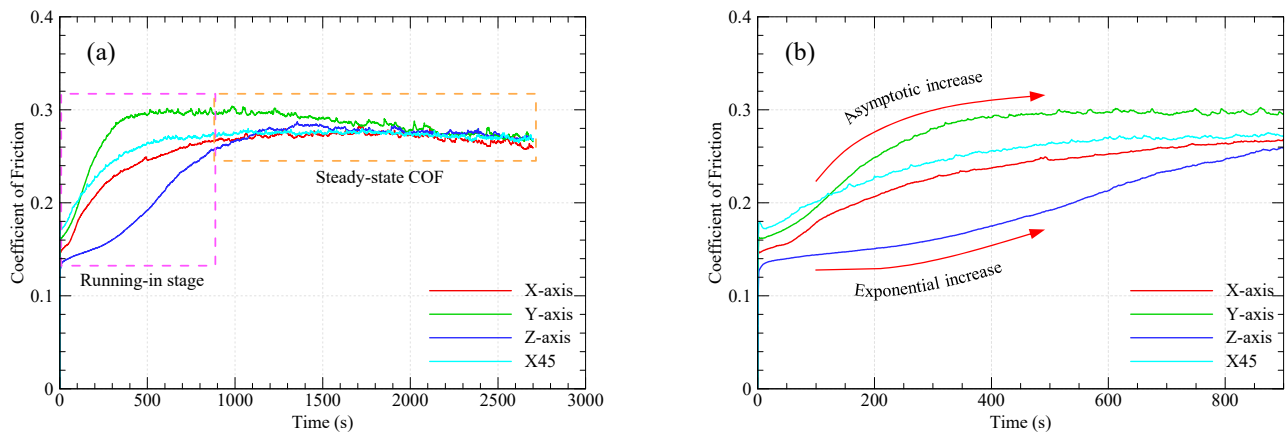 (a)
0.4
0.3
0.2
0.1
0
Coefficient of Friction
Steady-state COF
Running-in stage
X-axis
Y-axis
Z-axis
X45
0 500 1000 1500 2000 2500 3000
Time (s)
(b)
0.4
0.3
0.2
0.1
0
Coefficient of Friction
Asymptotic increase
Exponential increase
X-axis
Y-axis
Z-axis
X45
0 200 400 600 800
Time (s)